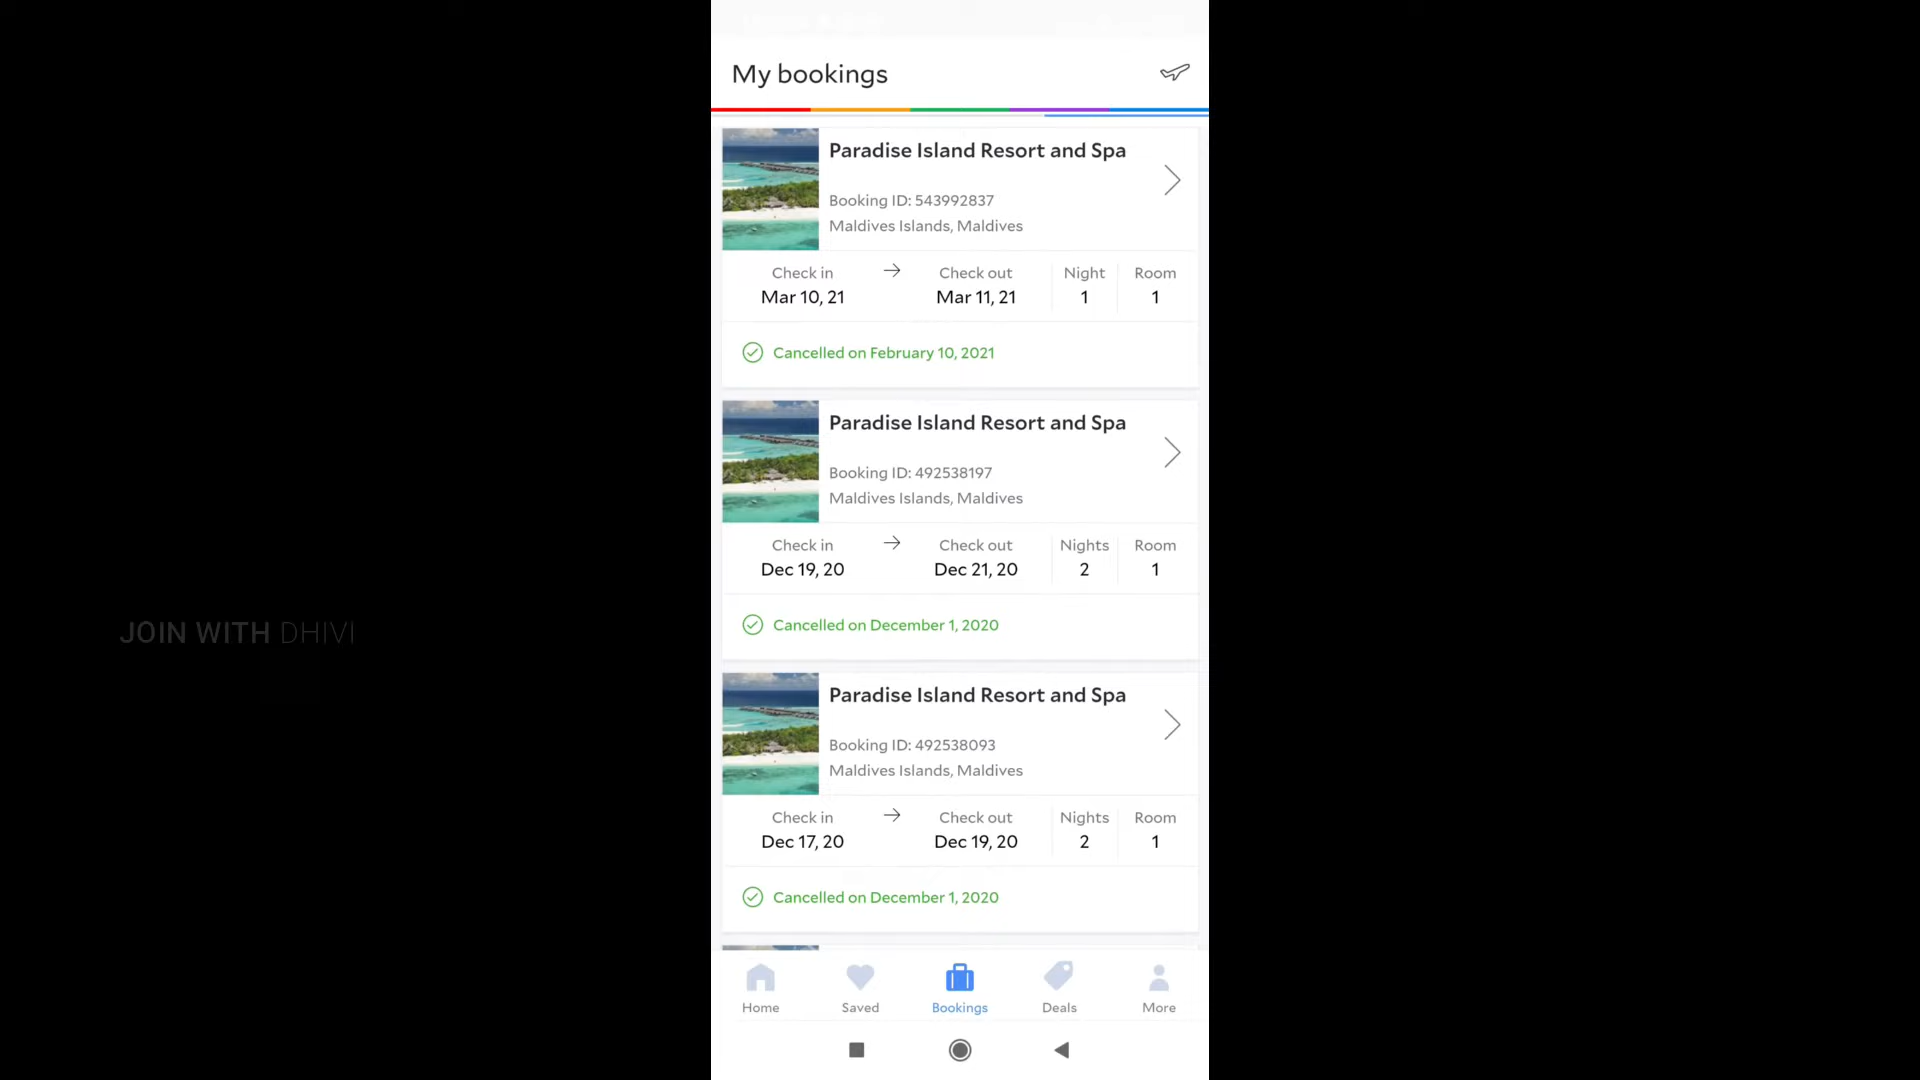 My bookings
Paradise Island Resort and Spa
Booking ID: 543992837
Maldives Islands, Maldives
Check in
Check out
Night
Room
Mar 10, 21
Mar 11, 21
1
1
Cancelled on February 10, 2021
Paradise Island Resort and Spa
Booking ID: 492538197
Maldives Islands, Maldives
Check in
Check out
Nights
Room
Dec 19, 20
Dec 21, 20
2
1
Cancelled on December 1, 2020
JOIN WITH DHIVI
Paradise Island Resort and Spa
Booking ID: 492538093
Maldives Islands, Maldives
Check in
Check out
Nights
Room
Dec 17, 20
Dec 19, 20
2
1
Cancelled on December 1, 2020
Home
Saved
Bookings
Deals
More